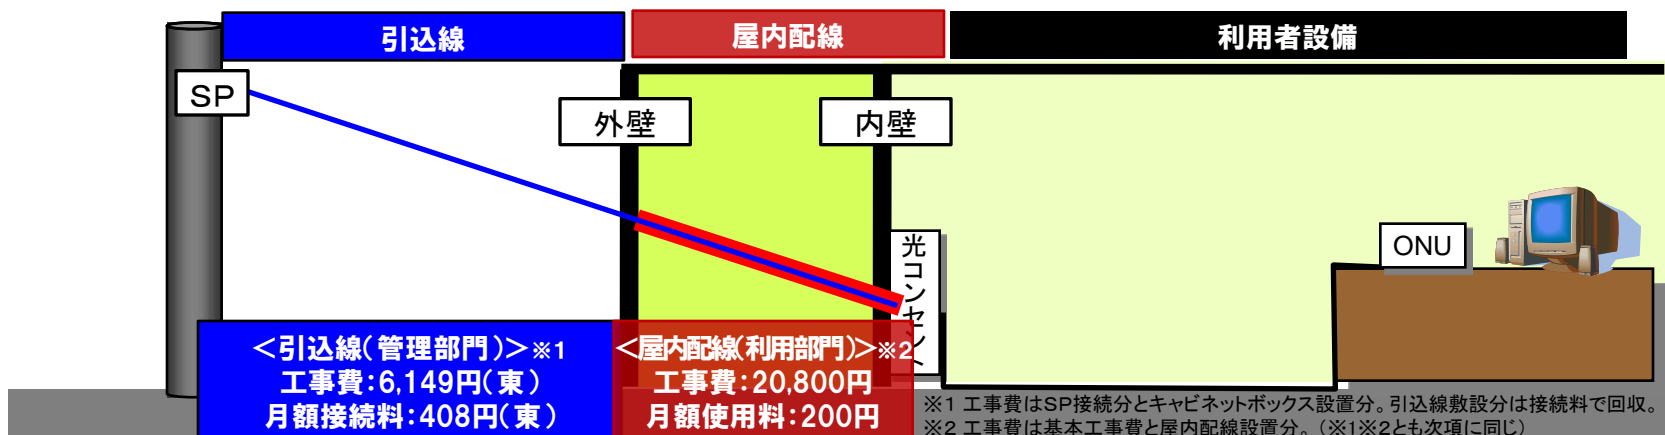 引込線
屋内配線
利用者設備
SP
外壁
内壁
光コンセント
ONU
＜引込線（管理部門）＞※1
工事費：6,149円（東）
月額接続料：408円（東）
＜屋内配線（利用部門）＞※2
工事費：20,800円
月額使用料：200円
※1 工事費はSP接続分とキャビネットボックス設置分。引込線敷設分は接続料で回収。
※2 工事費は基本工事費と屋内配線設置分。（※1※2とも次項に同じ）